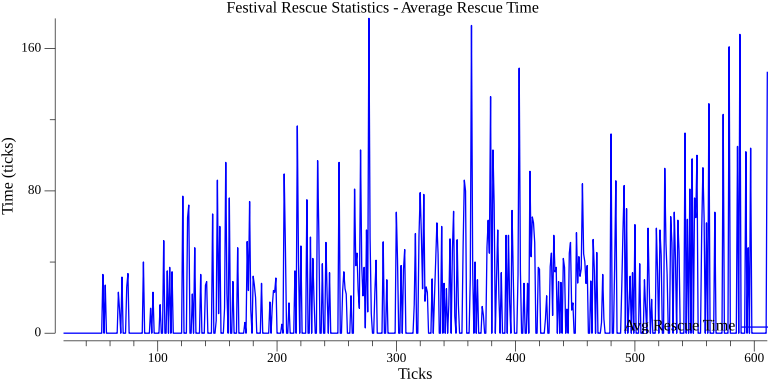 Festival Rescue Statistics - Average Rescue Time
Time (ticks)
160
80
0
Avg Rescue Time
100 200 300 400 500 600
Ticks